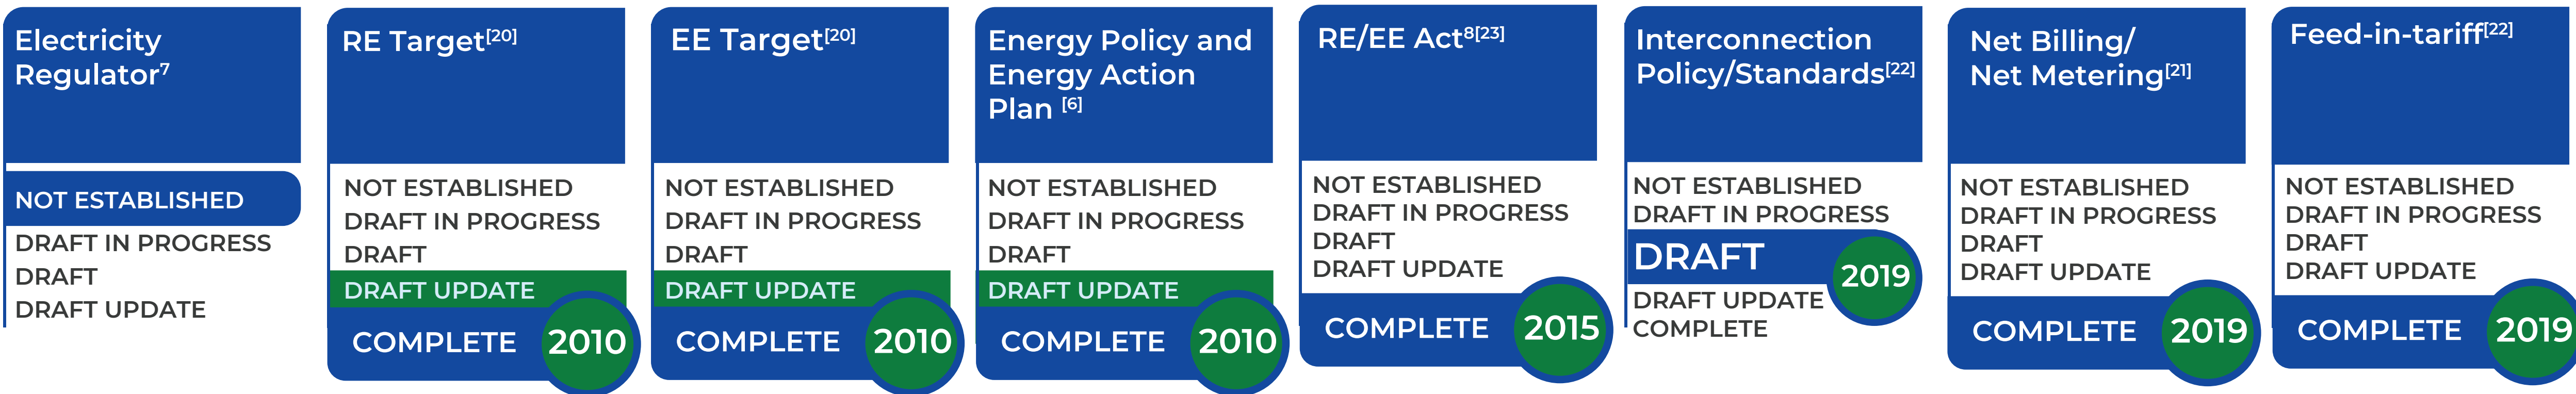 Electricity
Regulator7
NOT ESTABLISHED
DRAFT IN PROGRESS
DRAFT
DRAFT UPDATE
RE Target[20]
NOT ESTABLISHED
DRAFT IN PROGRESS
DRAFT
DRAFT UPDATE
COMPLETE 2010
EE Target[20]
NOT ESTABLISHED
DRAFT IN PROGRESS
DRAFT
DRAFT UPDATE
COMPLETE 2010
Energy Policy and
Energy Action
Plan [6]
NOT ESTABLISHED
DRAFT IN PROGRESS
DRAFT
DRAFT UPDATE
COMPLETE 2010
RE/EE Act8[23]
NOT ESTABLISHED
DRAFT IN PROGRESS
DRAFT
DRAFT UPDATE
COMPLETE 2015
Interconnection
Policy/Standards[22]
NOT ESTABLISHED
DRAFT IN PROGRESS
DRAFT 2019
DRAFT UPDATE
COMPLETE
Net Billing/
Net Metering[21]
NOT ESTABLISHED
DRAFT IN PROGRESS
DRAFT
DRAFT UPDATE
COMPLETE 2019
Feed-in-tariff[22]
NOT ESTABLISHED
DRAFT IN PROGRESS
DRAFT
DRAFT UPDATE
COMPLETE 2019